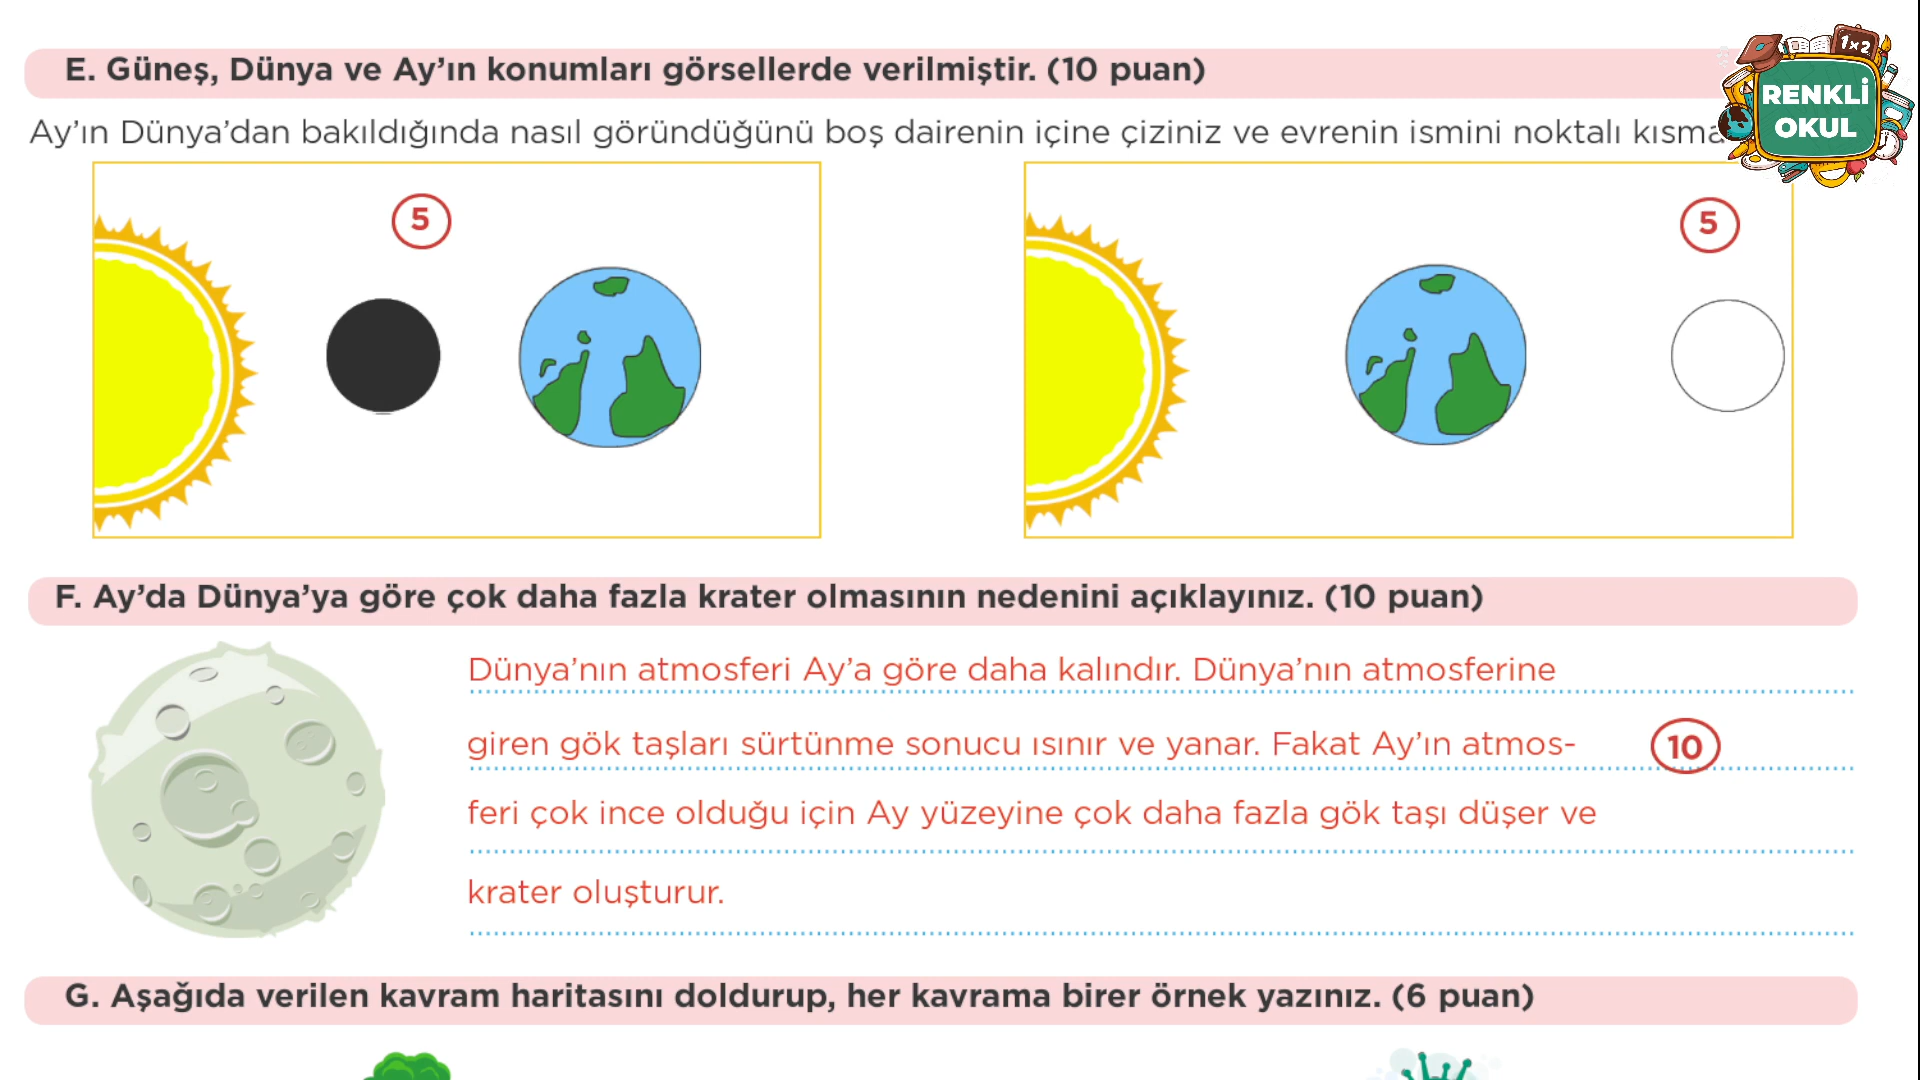 E. Güneş, Dünya ve Ay’ın konumları görsellerde verilmiştir. (10 puan)
1x2
RENKLİ
OKUL
Ay’ın Dünya’dan bakıldığında nasıl göründüğünü boş dairenin içine çiziniz ve evrenin ismini noktalı kısma
5
5
F. Ay’da Dünya’ya göre çok daha fazla krater olmasının nedenini açıklayınız. (10 puan)
Dünya’nın atmosferi Ay’a göre daha kalındır. Dünya’nın atmosferine
giren gök taşları sürtünme sonucu ısınır ve yanar. Fakat Ay’ın atmos-
10
feri çok ince olduğu için Ay yüzeyine çok daha fazla gök taşı düşer ve
krater oluşturur.
G. Aşağıda verilen kavram haritasını doldurup, her kavrama birer örnek yazınız. (6 puan)